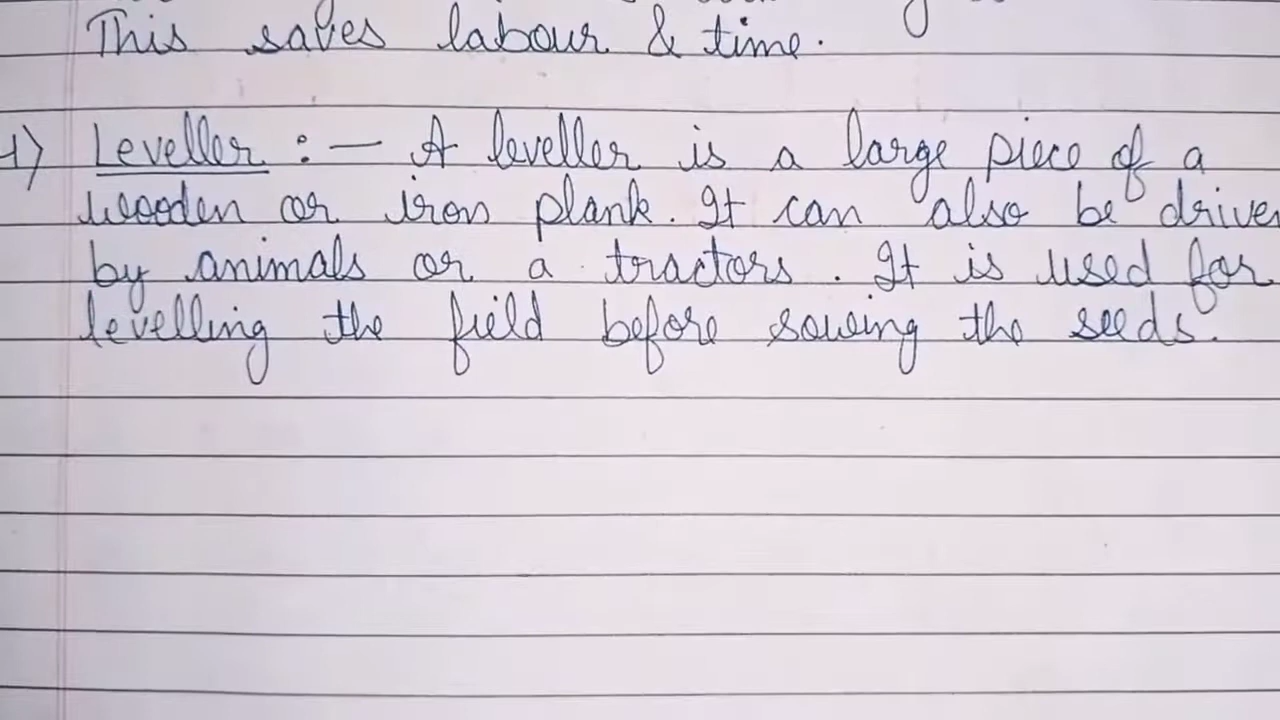 This saves labour & time.
4) Leveller :- A leveller is a large piece of a
wooden or iron plank. It can also be driven
by animals or a tractors. It is used for
levelling the field before sowing the seeds.